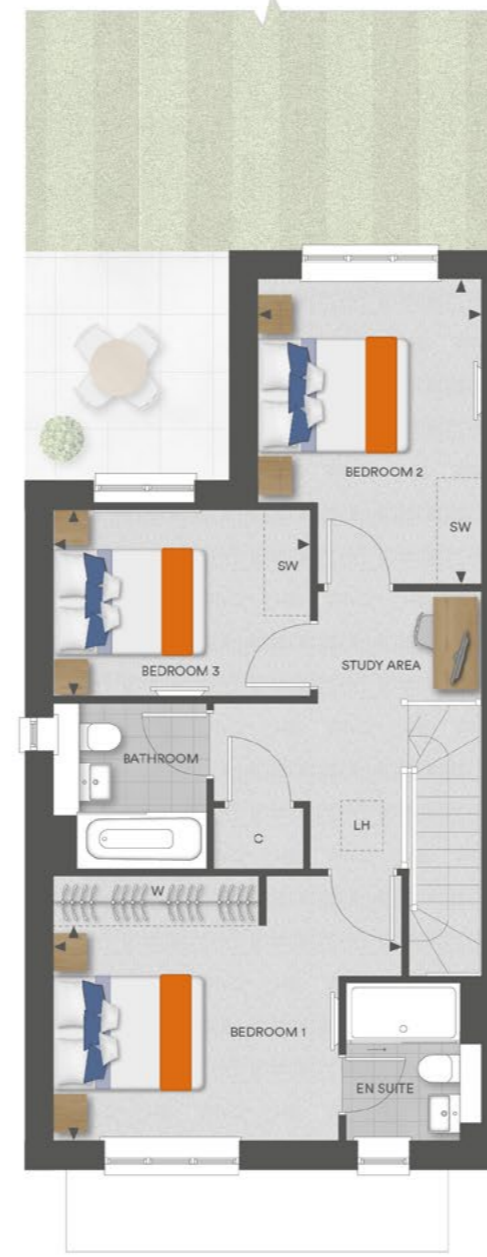 BEDROOM 2
SW
SW
BEDROOM 3
STUDY AREA
BATHROOM
LH
C
W
BEDROOM 1
EN SUITE